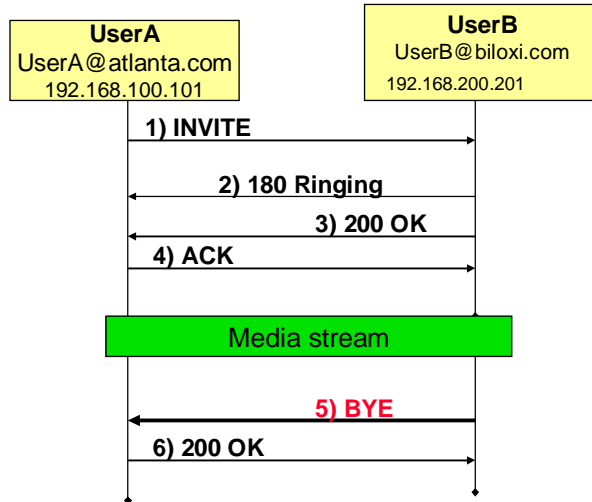 UserA
UserA@atlanta.com
192.168.100.101
UserB
UserB@biloxi.com
192.168.200.201
1) INVITE
2) 180 Ringing
3) 200 OK
4) ACK
Media stream
5) BYE
6) 200 OK